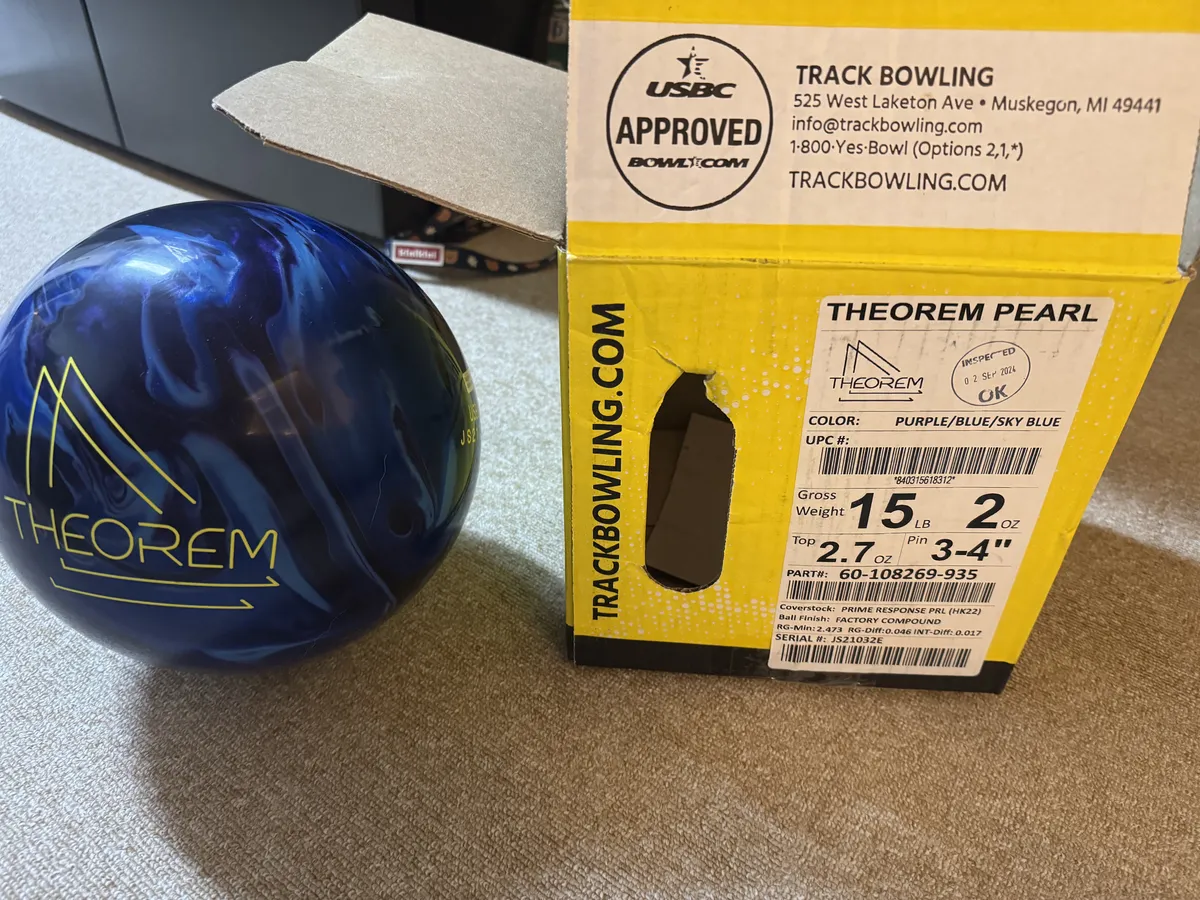 USBC
APPROVED
BOWL COM
TRACK BOWLING
525 West Laketon Ave • Muskegon, MI 49441
info@trackbowling.com
1·800·Yes·Bowl (Options 2,1,*)
TRACKBOWLING.COM
TRACKBOWLING.COM
THEOREM PEARL
THEOREM
INSPECTED
02 SEP 2024
OK
COLOR: PURPLE/BLUE/SKY BLUE
UPC #:
*840315618312*
Gross Weight 15 LB 2 OZ
Top 2.7 OZ Pin 3-4"
PART#: 60-108269-935
Coverstock: PRIME RESPONSE PRL (HK22)
Ball Finish: FACTORY COMPOUND
RG-Min: 2.473 RG-Diff: 0.046 INT-Diff: 0.017
SERIAL #: JS21032E
THEOREM
JS2